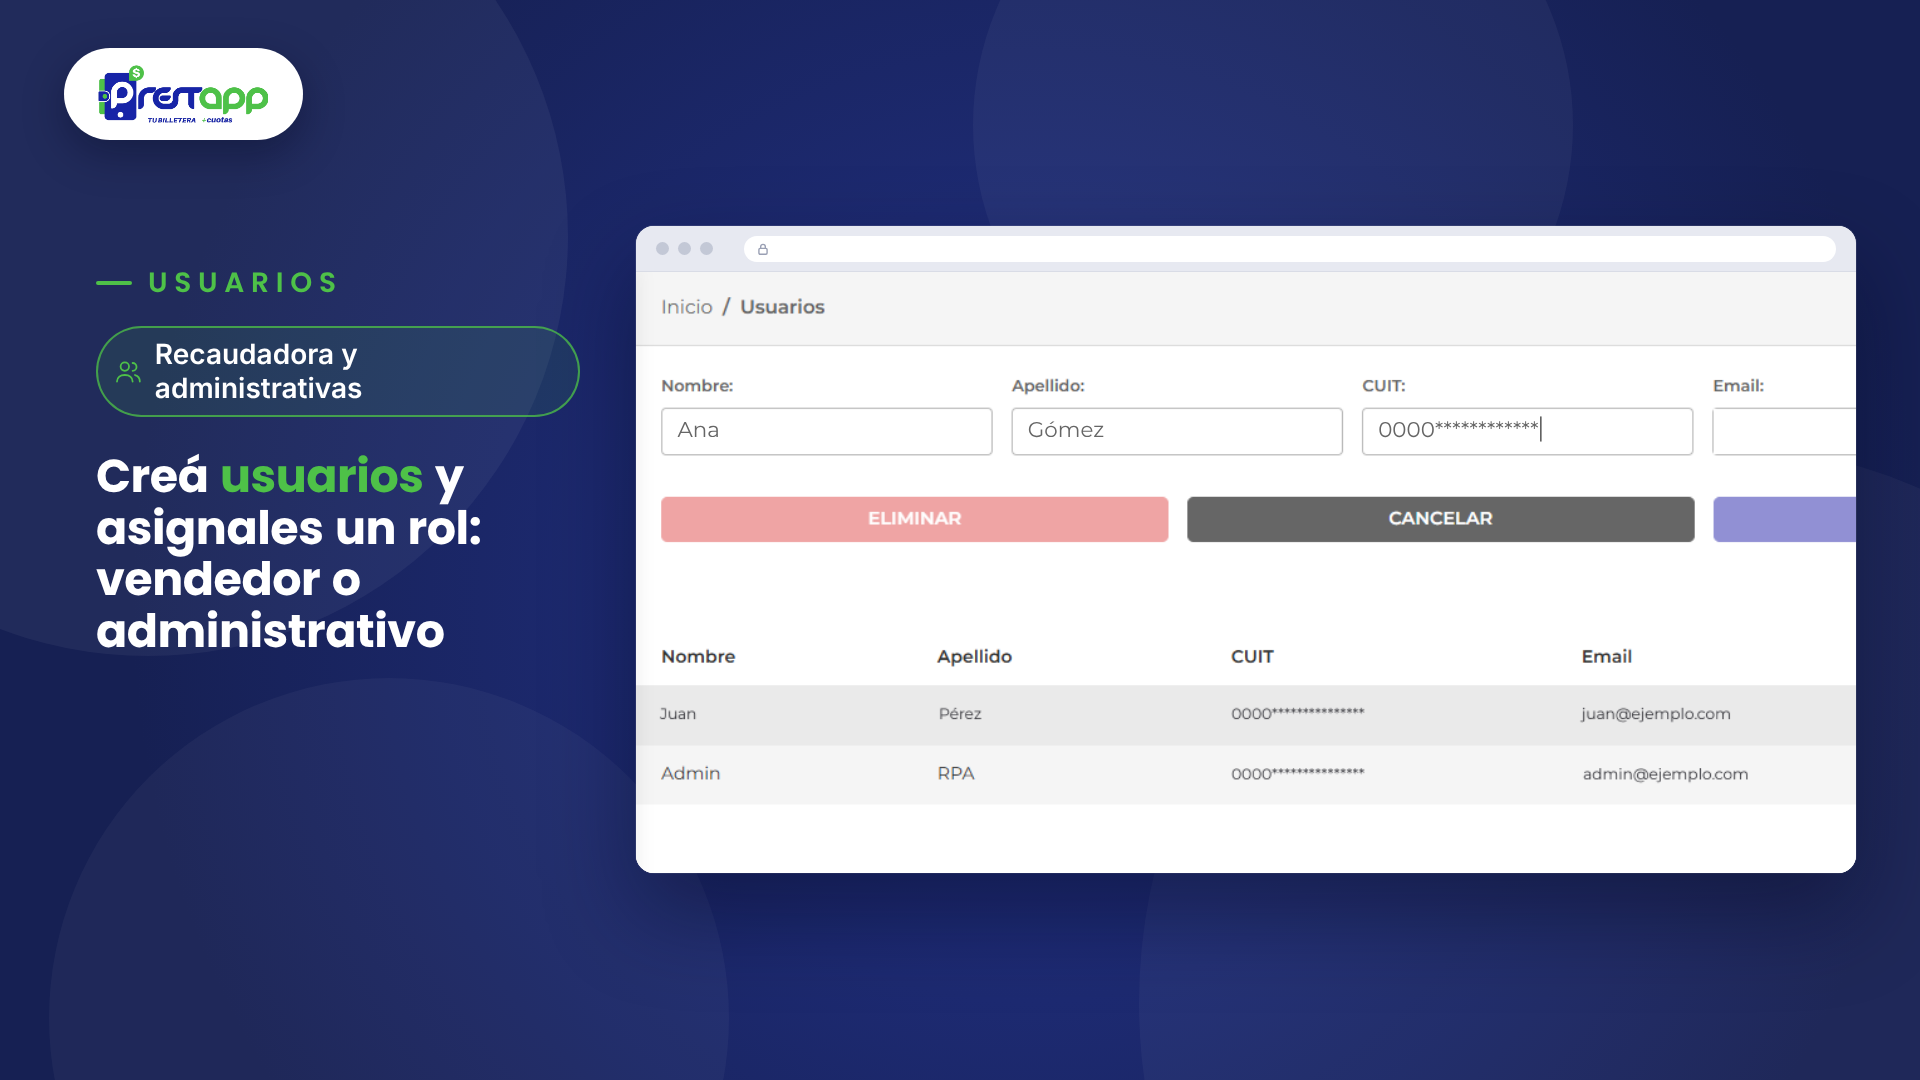 $
Prestapp
TU BILLETERA +cuotas
USUARIOS
Recaudadora y
administrativas
Creá usuarios y
asignales un rol:
vendedor o
administrativo
Inicio / Usuarios
Nombre: Apellido: CUIT: Email:
Ana Gómez 0000************
ELIMINAR CANCELAR
Nombre Apellido CUIT Email
Juan Pérez 0000*************** juan@ejemplo.com
Admin RPA 0000*************** admin@ejemplo.com